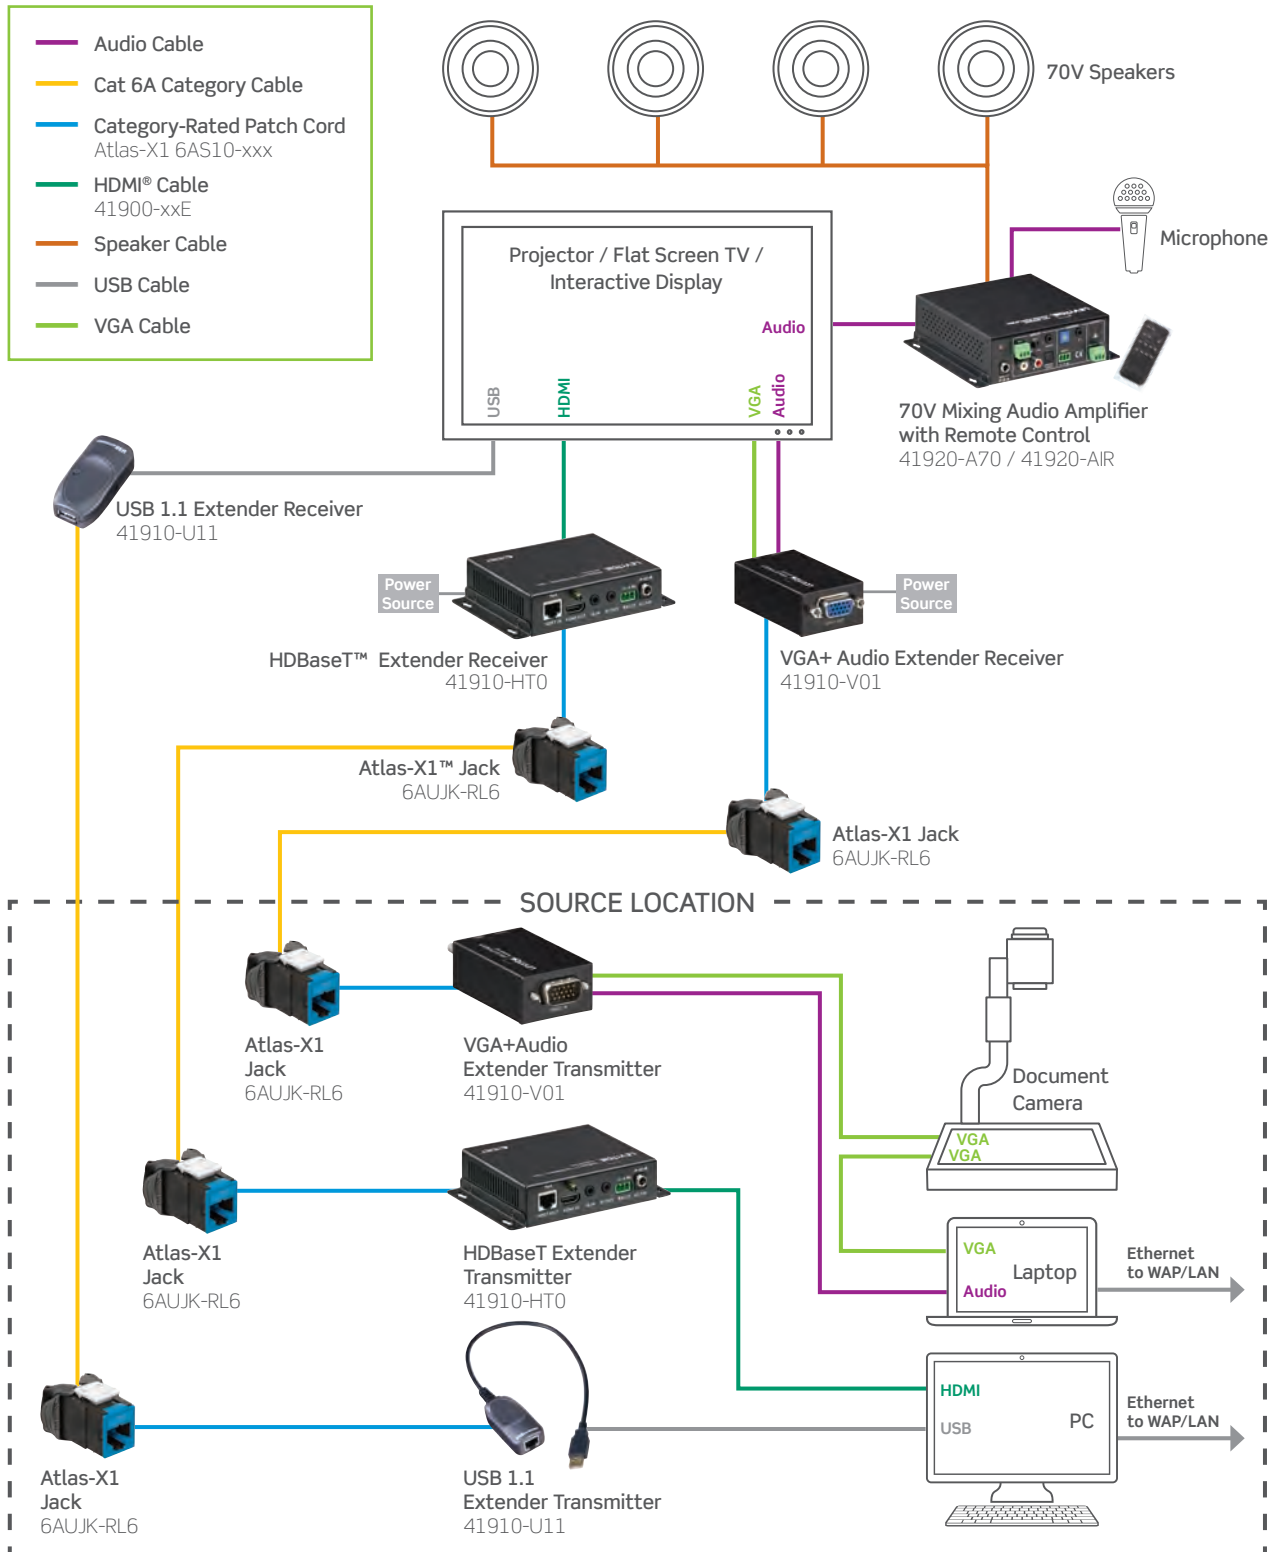 Audio Cable
Cat 6A Category Cable
Category-Rated Patch Cord
Atlas-X1 6AS10-xxx
HDMI® Cable
41900-xxE
Speaker Cable
USB Cable
VGA Cable
70V Speakers
Microphone
Projector / Flat Screen TV /
Interactive Display
Audio
USB
HDMI
VGA
Audio
70V Mixing Audio Amplifier
with Remote Control
41920-A70 / 41920-AIR
USB 1.1 Extender Receiver
41910-U11
Power
Source
Power
Source
HDBaseT™ Extender Receiver
41910-HT0
VGA+ Audio Extender Receiver
41910-V01
Atlas-X1™ Jack
6AUJK-RL6
Atlas-X1 Jack
6AUJK-RL6
SOURCE LOCATION
Atlas-X1
Jack
6AUJK-RL6
VGA+Audio
Extender Transmitter
41910-V01
Document
Camera
VGA
VGA
Atlas-X1
Jack
6AUJK-RL6
HDBaseT Extender
Transmitter
41910-HT0
VGA
Laptop
Audio
Ethernet
to WAP/LAN
HDMI
USB
PC
Ethernet
to WAP/LAN
Atlas-X1
Jack
6AUJK-RL6
USB 1.1
Extender Transmitter
41910-U11